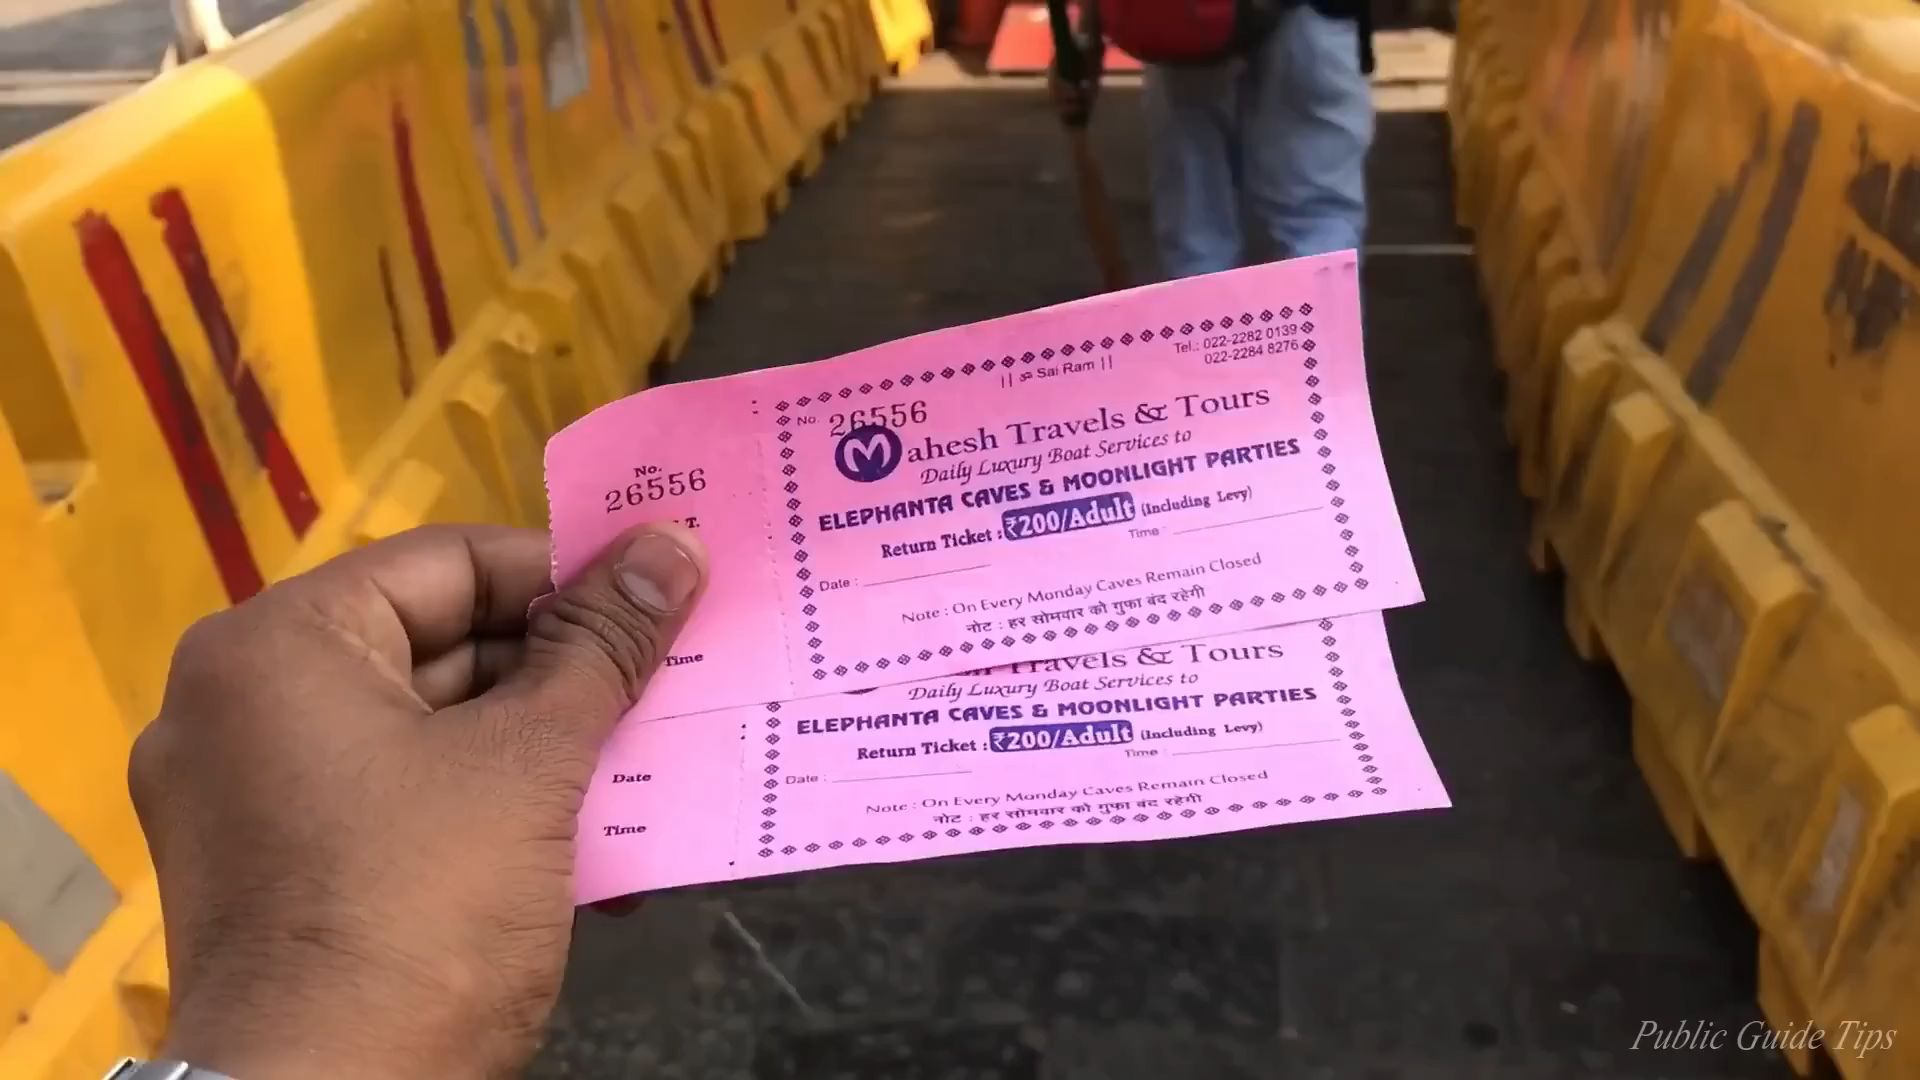 No.
26556
T.
Time
|| ॐ Sai Ram ||
Tel.: 022-2282 0139
022-2284 8276
No. 26556
Mahesh Travels & Tours
Daily Luxury Boat Services to
ELEPHANTA CAVES & MOONLIGHT PARTIES
Return Ticket : ₹200/Adult (Including Levy)
Date : Time :
Note : On Every Monday Caves Remain Closed
नोट : हर सोमवार को गुफा बंद रहेगी
Date
Time
Travels & Tours
Daily Luxury Boat Services to
ELEPHANTA CAVES & MOONLIGHT PARTIES
Return Ticket : ₹200/Adult (Including Levy)
Date : Time :
Note : On Every Monday Caves Remain Closed
नोट : हर सोमवार को गुफा बंद रहेगी
Public Guide Tips